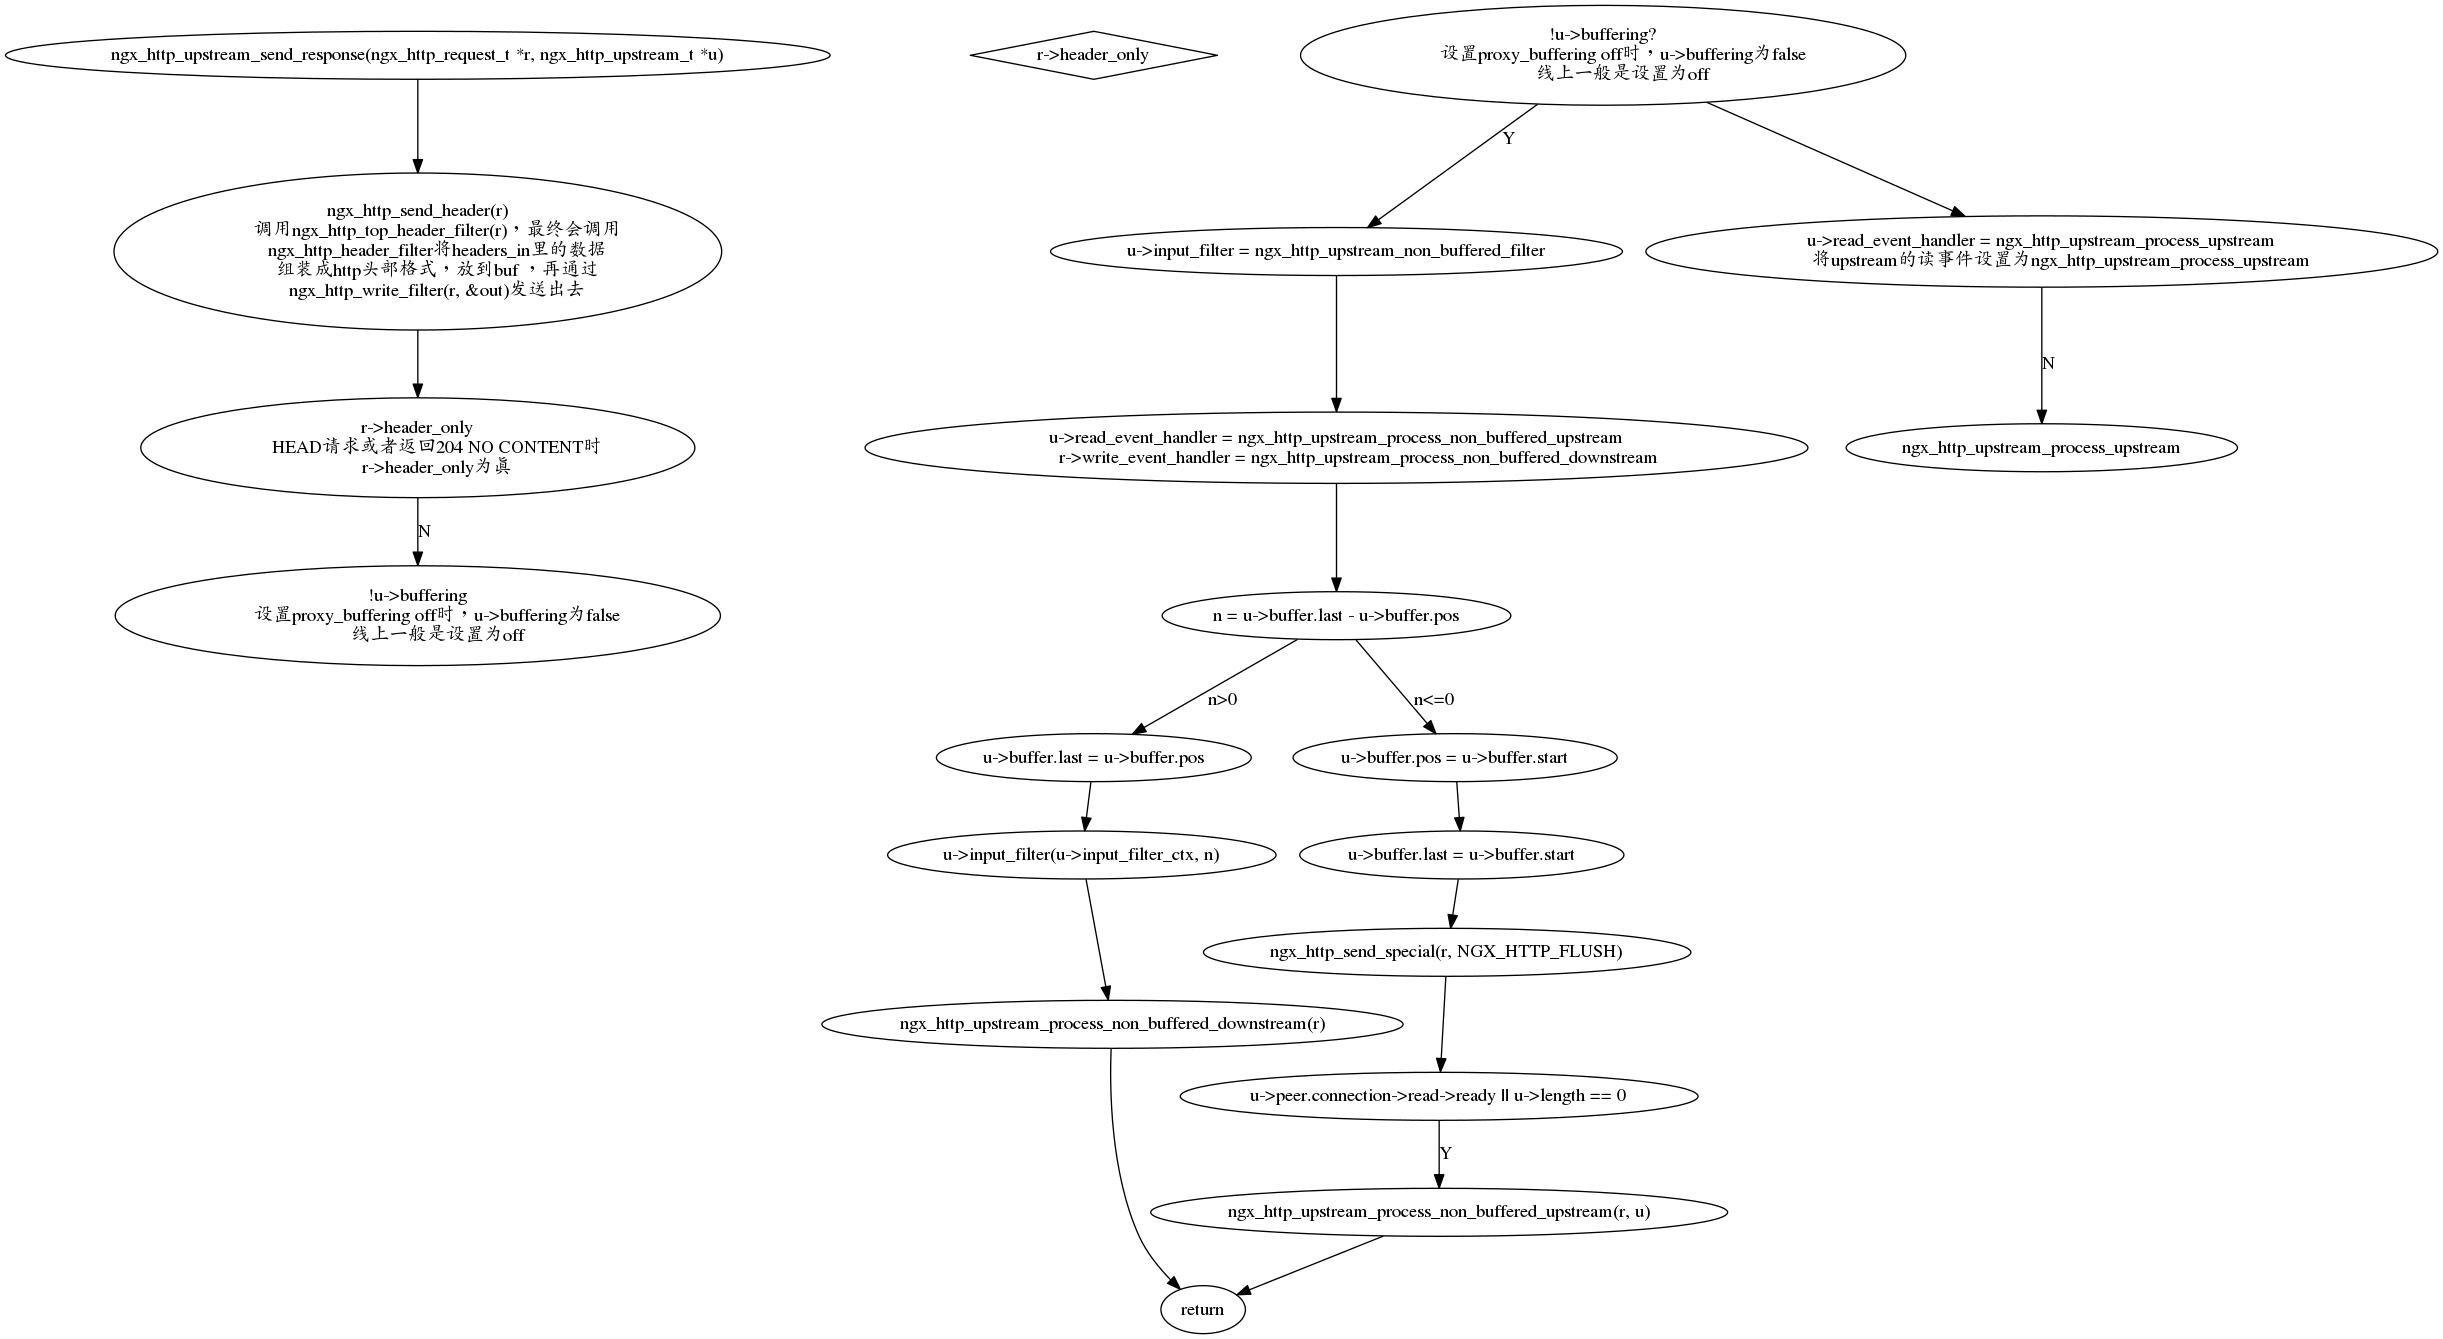 ngx_http_upstream_send_response(ngx_http_request_t *r, ngx_http_upstream_t *u)
ngx_http_send_header(r)
调用ngx_http_top_header_filter(r)，最终会调用
ngx_http_header_filter将headers_in里的数据
组装成http头部格式，放到buf ，再通过
ngx_http_write_filter(r, &out)发送出去
r->header_only
HEAD请求或者返回204 NO CONTENT时
r->header_only为真
N
!u->buffering
设置proxy_buffering off时，u->buffering为false
线上一般是设置为off
r->header_only
!u->buffering?
设置proxy_buffering off时，u->buffering为false
线上一般是设置为off
Y
u->input_filter = ngx_http_upstream_non_buffered_filter
u->read_event_handler = ngx_http_upstream_process_non_buffered_upstream
r->write_event_handler = ngx_http_upstream_process_non_buffered_downstream
n = u->buffer.last - u->buffer.pos
n>0
n<=0
u->buffer.last = u->buffer.pos
u->input_filter(u->input_filter_ctx, n)
ngx_http_upstream_process_non_buffered_downstream(r)
u->buffer.pos = u->buffer.start
u->buffer.last = u->buffer.start
ngx_http_send_special(r, NGX_HTTP_FLUSH)
u->peer.connection->read->ready || u->length == 0
Y
ngx_http_upstream_process_non_buffered_upstream(r, u)
return
u->read_event_handler = ngx_http_upstream_process_upstream
将upstream的读事件设置为ngx_http_upstream_process_upstream
N
ngx_http_upstream_process_upstream